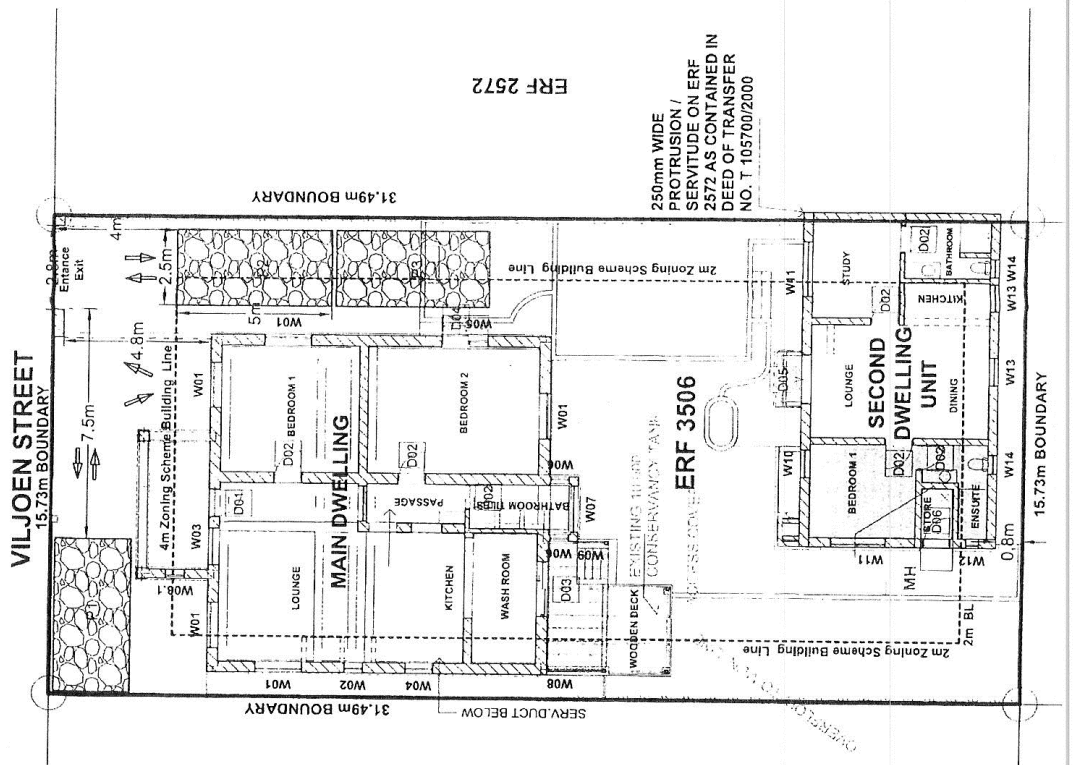 ERF 2572
250mm WIDE
PROTRUSION /
SERVITUDE ON ERF
2572 AS CONTAINED IN
DEED OF TRANSFER
NO. T 105700/2000
31.49m BOUNDARY
VILJOEN STREET
15.73m BOUNDARY
Entance
Exit
4m
2.5m
5m
4.8m
7.5m
4m Zoning Scheme Building Line
2m Zoning Scheme Building Line
W01
W05
D04
W01
W03
W08.1
W01
BEDROOM 1
BEDROOM 2
D02
D02
D01
MAIN DWELLING
PASSAGE
BATHROOM
D02
LOUNGE
KITCHEN
WASH ROOM
W01
W06
W07
W06
W09
D03
W08
W01
W02
W04
WOODEN DECK
EXISTING
CONSERVANCY TANK
ERF 3506
31.49m BOUNDARY
SERV.DUCT BELOW
W11
D05
W10
STUDY
D02
BATHROOM
D02
KITCHEN
LOUNGE
SECOND
DWELLING
UNIT
DINING
BEDROOM 1
D02
D02
STORE
D06
ENSUITE
W14
W13
W13
W14
W11
W12
MH
0.8m
2m BL
2m Zoning Scheme Building Line
15.73m BOUNDARY